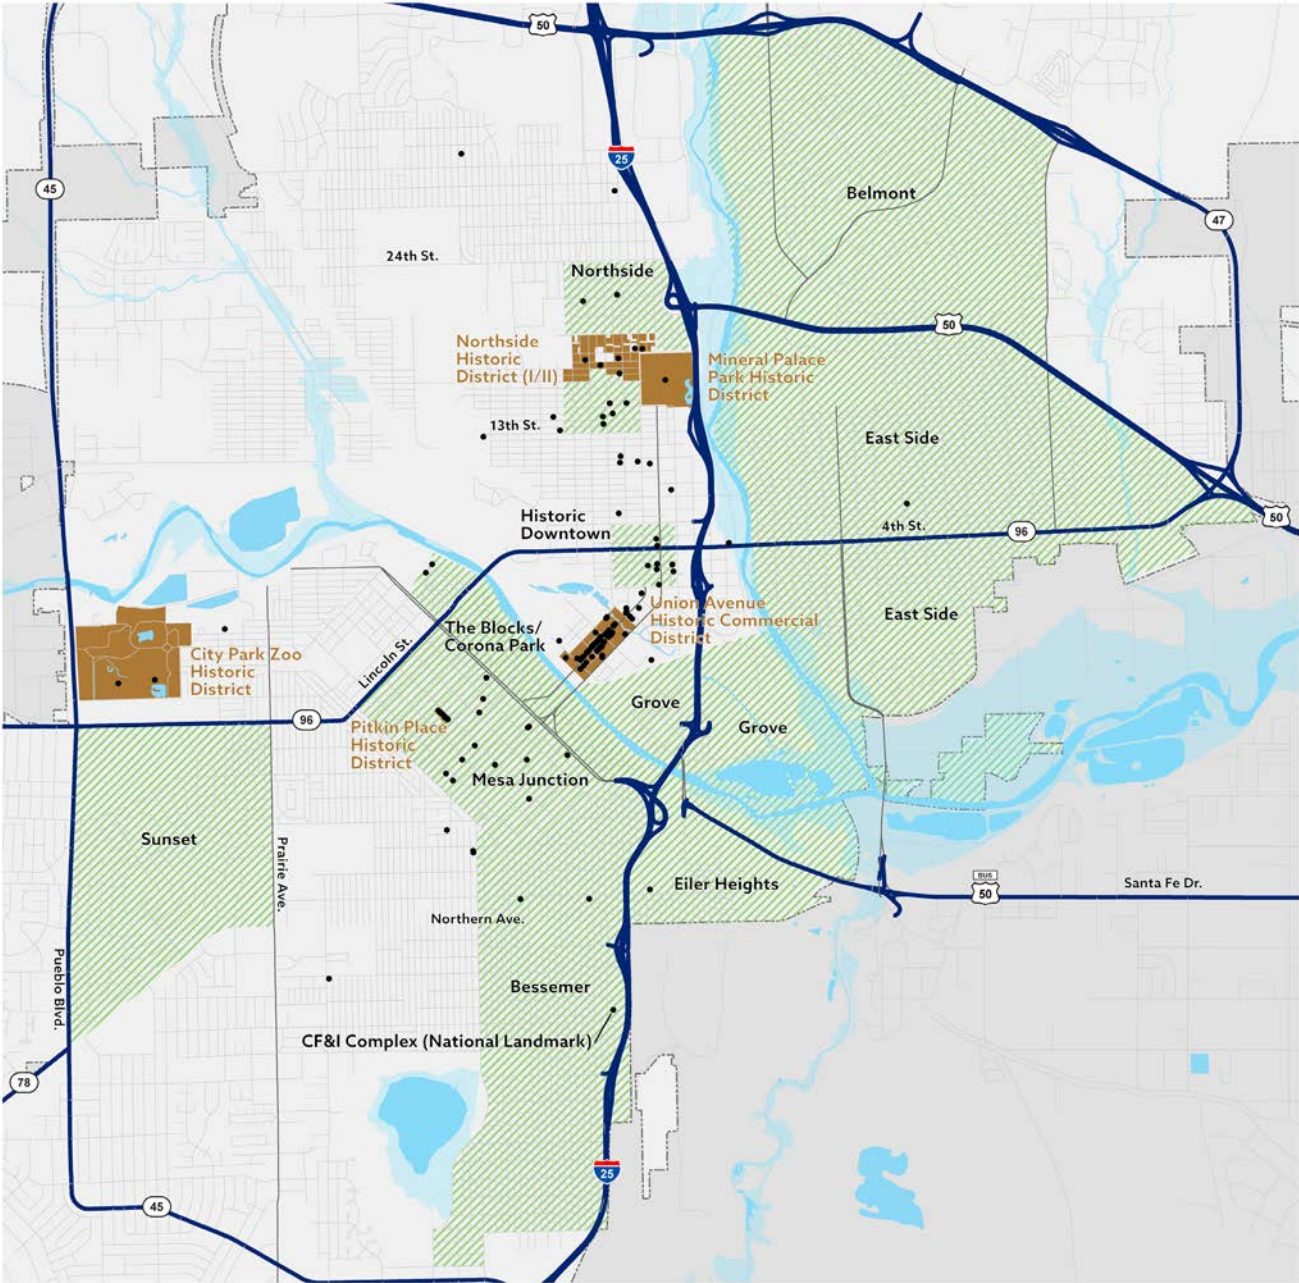 50
25
45
Belmont
47
24th St.
Northside
50
Northside
Historic
District (I/II)
Mineral Palace
Park Historic
District
13th St.
East Side
Historic
Downtown
4th St.
96
50
Union Avenue
Historic Commercial
District
East Side
The Blocks/
Corona Park
City Park Zoo
Historic
District
Lincoln St.
Grove
96
Pitkin Place
Historic
District
Grove
Mesa Junction
Sunset
Prairie Ave.
Eiler Heights
BUS
50
Santa Fe Dr.
Northern Ave.
Pueblo Blvd.
Bessemer
CF&I Complex (National Landmark)
78
25
45